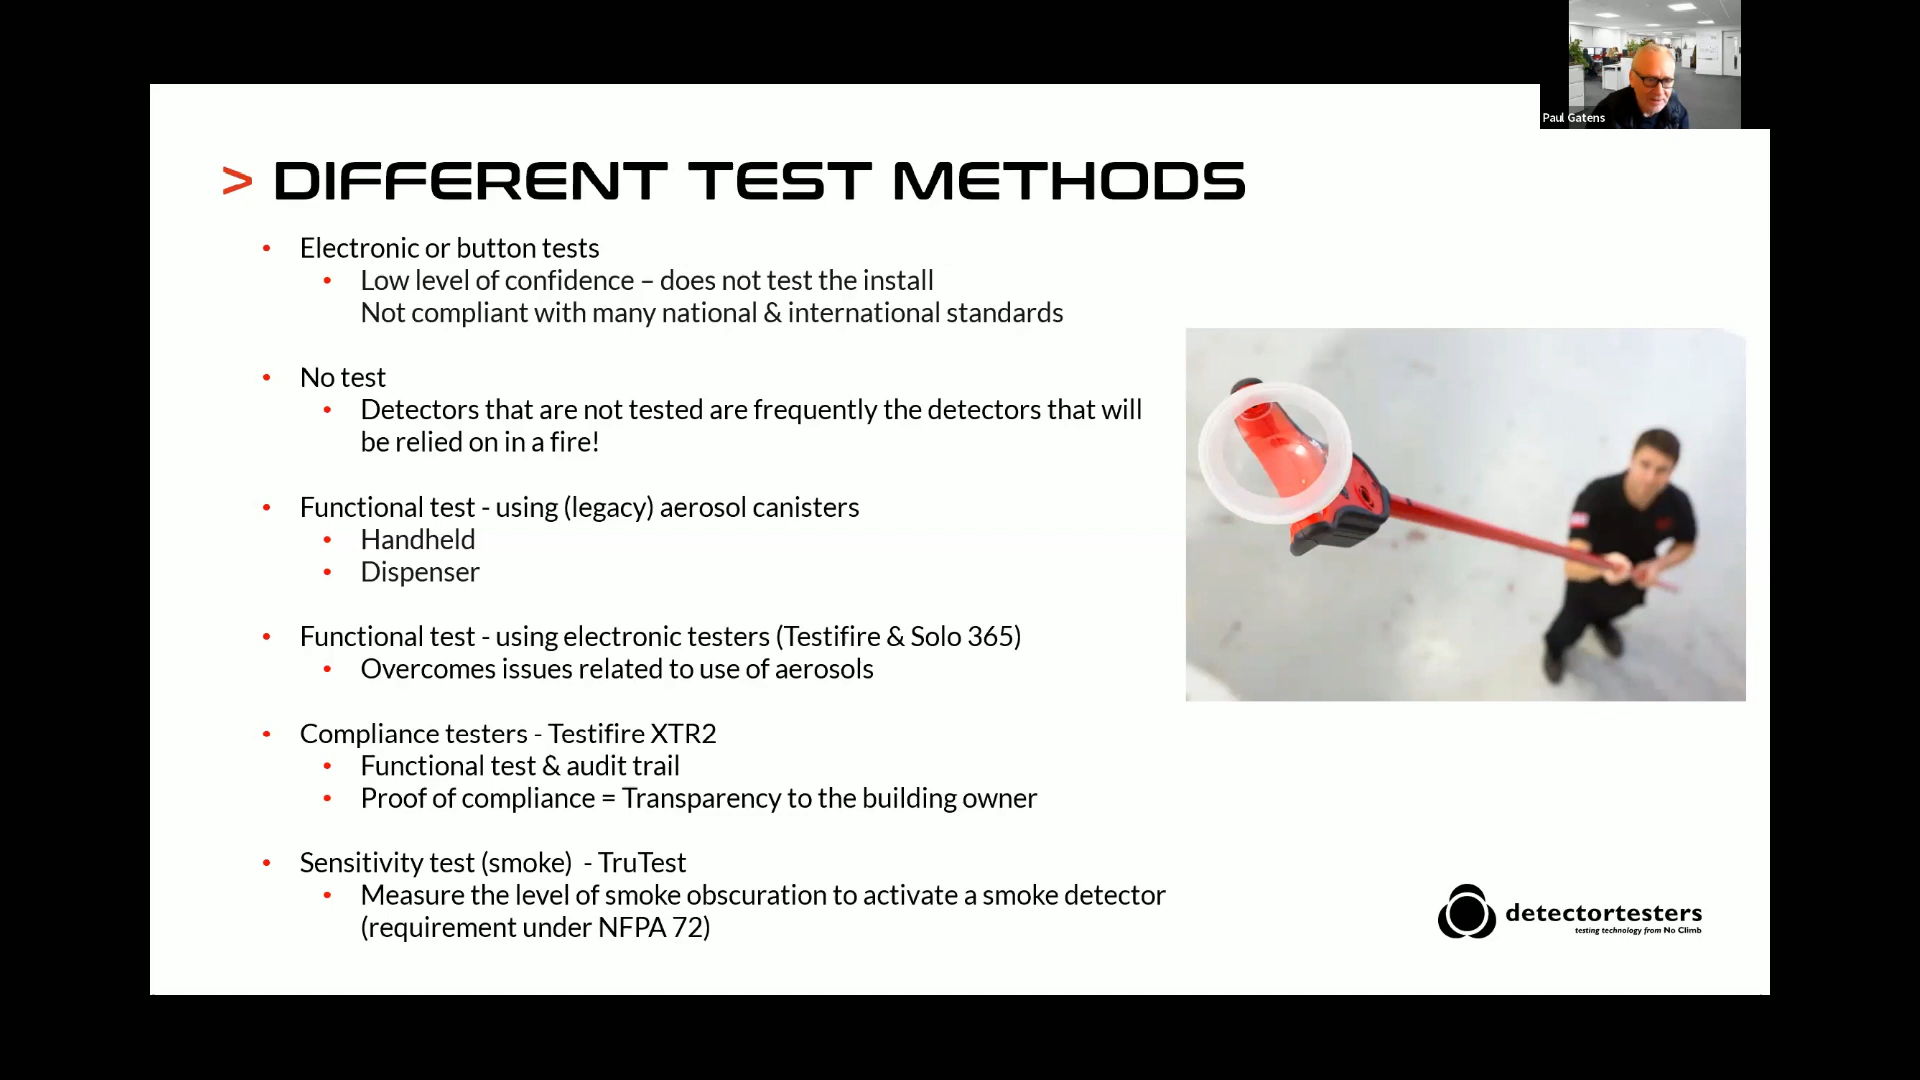 Paul Gatens
> DIFFERENT TEST METHODS
• Electronic or button tests
• Low level of confidence – does not test the install
Not compliant with many national & international standards
• No test
• Detectors that are not tested are frequently the detectors that will
be relied on in a fire!
• Functional test - using (legacy) aerosol canisters
• Handheld
• Dispenser
• Functional test - using electronic testers (Testifire & Solo 365)
• Overcomes issues related to use of aerosols
• Compliance testers - Testifire XTR2
• Functional test & audit trail
• Proof of compliance = Transparency to the building owner
• Sensitivity test (smoke)  - TruTest
• Measure the level of smoke obscuration to activate a smoke detector
(requirement under NFPA 72)
detectortesters
testing technology from No Climb